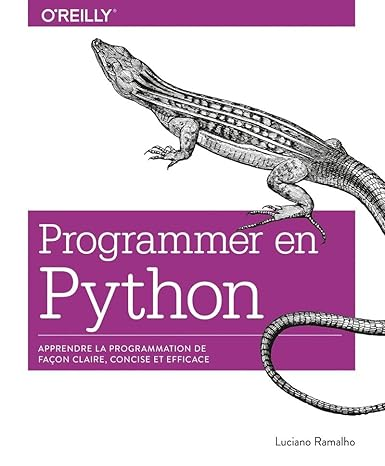 O'REILLY®
Programmer en
Python
APPRENDRE LA PROGRAMMATION DE
FAÇON CLAIRE, CONCISE ET EFFICACE
Luciano Ramalho